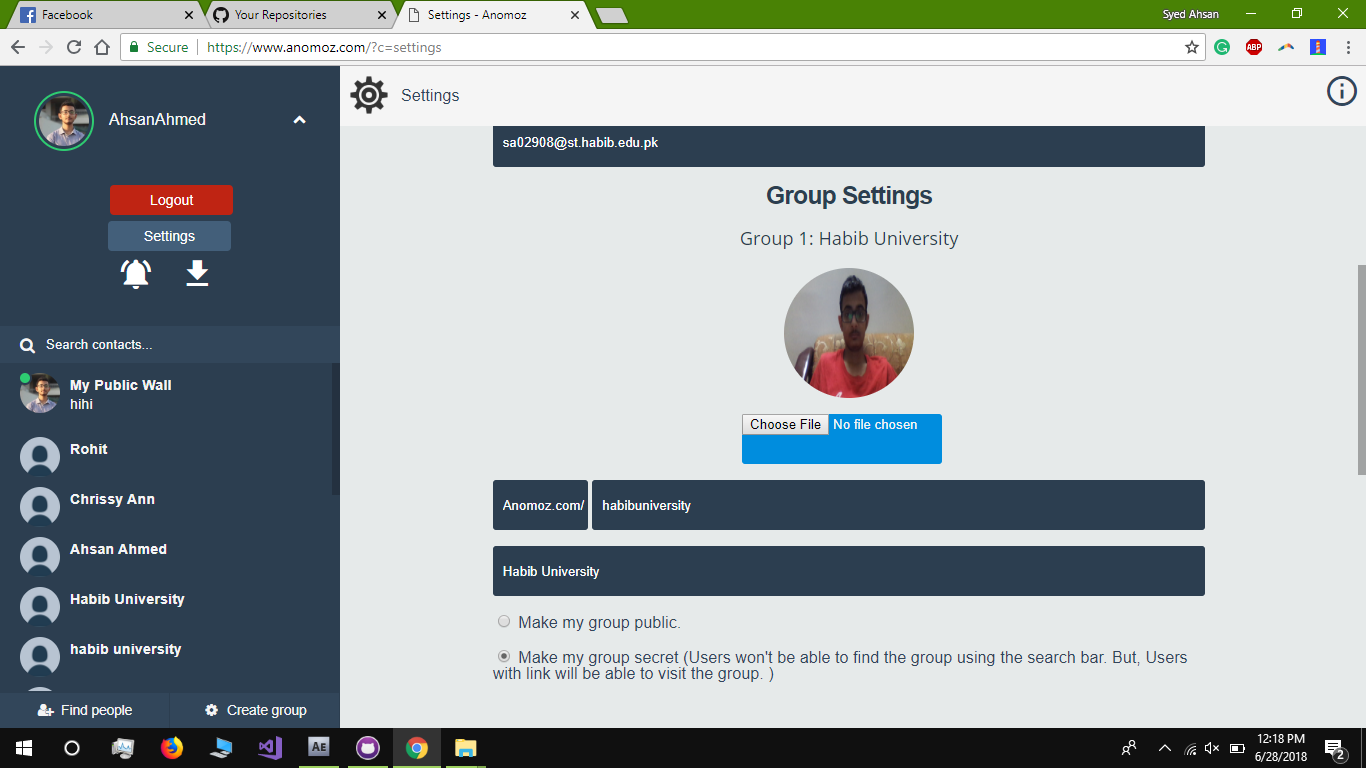 Facebook
Your Repositories
Settings - Anomoz
Syed Ahsan
Secure
https://www.anomoz.com/?c=settings
ABP
AhsanAhmed
Logout
Settings
Search contacts...
My Public Wall
hihi
Rohit
Chrissy Ann
Ahsan Ahmed
Habib University
habib university
Find people
Create group
Settings
sa02908@st.habib.edu.pk
Group Settings
Group 1: Habib University
Choose File No file chosen
Anomoz.com/ habibuniversity
Habib University
Make my group public.
Make my group secret (Users won't be able to find the group using the search bar. But, Users
with link will be able to visit the group. )
Ae
12:18 PM
6/28/2018
2